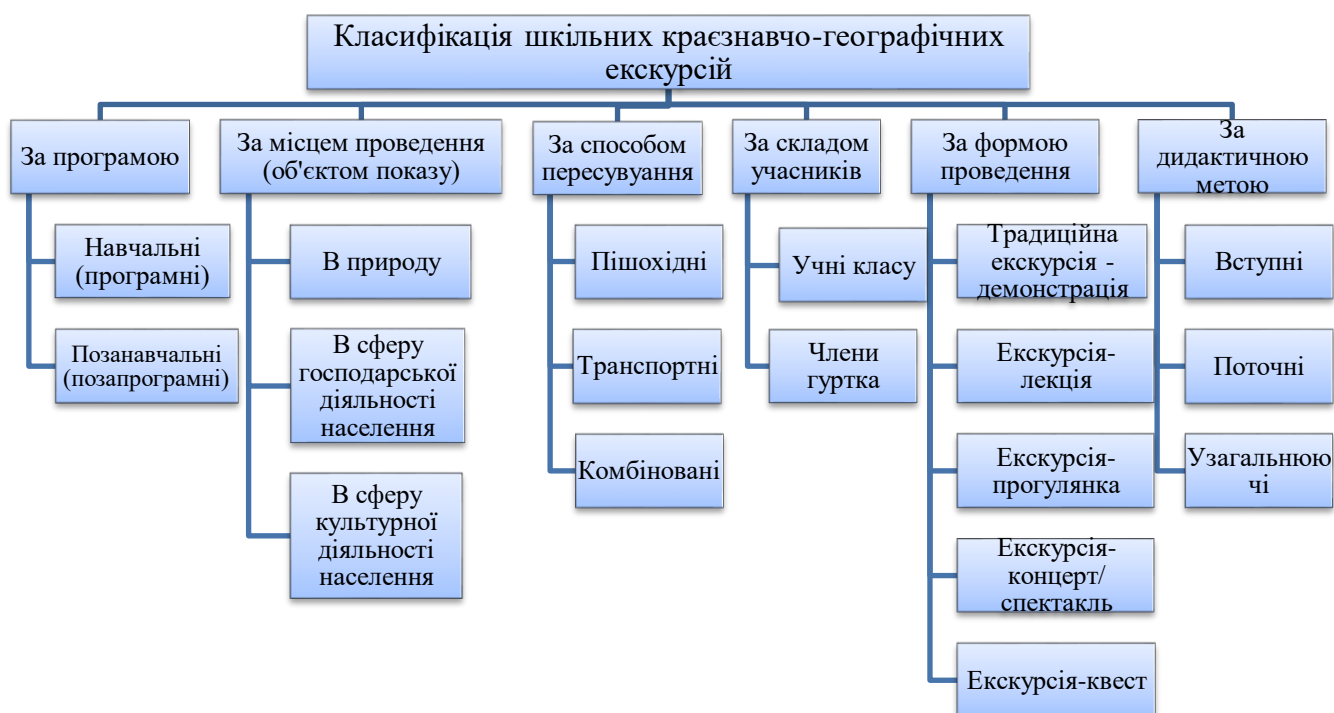 Класифікація шкільних краєзнавчо-географічних
екскурсій
За програмою
Навчальні
(програмні)
Позанавчальні
(позапрограмні)
За місцем проведення
(об'єктом показу)
В природу
В сферу
господарської
діяльності
населення
В сферу
культурної
діяльності
населення
За способом
пересувуання
Пішохідні
Транспортні
Комбіновані
За складом
учасників
Учні класу
Члени
гуртка
За формою
проведення
Традиційна
екскурсія -
демонстрація
Екскурсія-
лекція
Екскурсія-
прогулянка
Екскурсія-
концерт/
спектакль
Екскурсія-квест
За
дидактичною
метою
Вступні
Поточні
Узагальнюю
чі